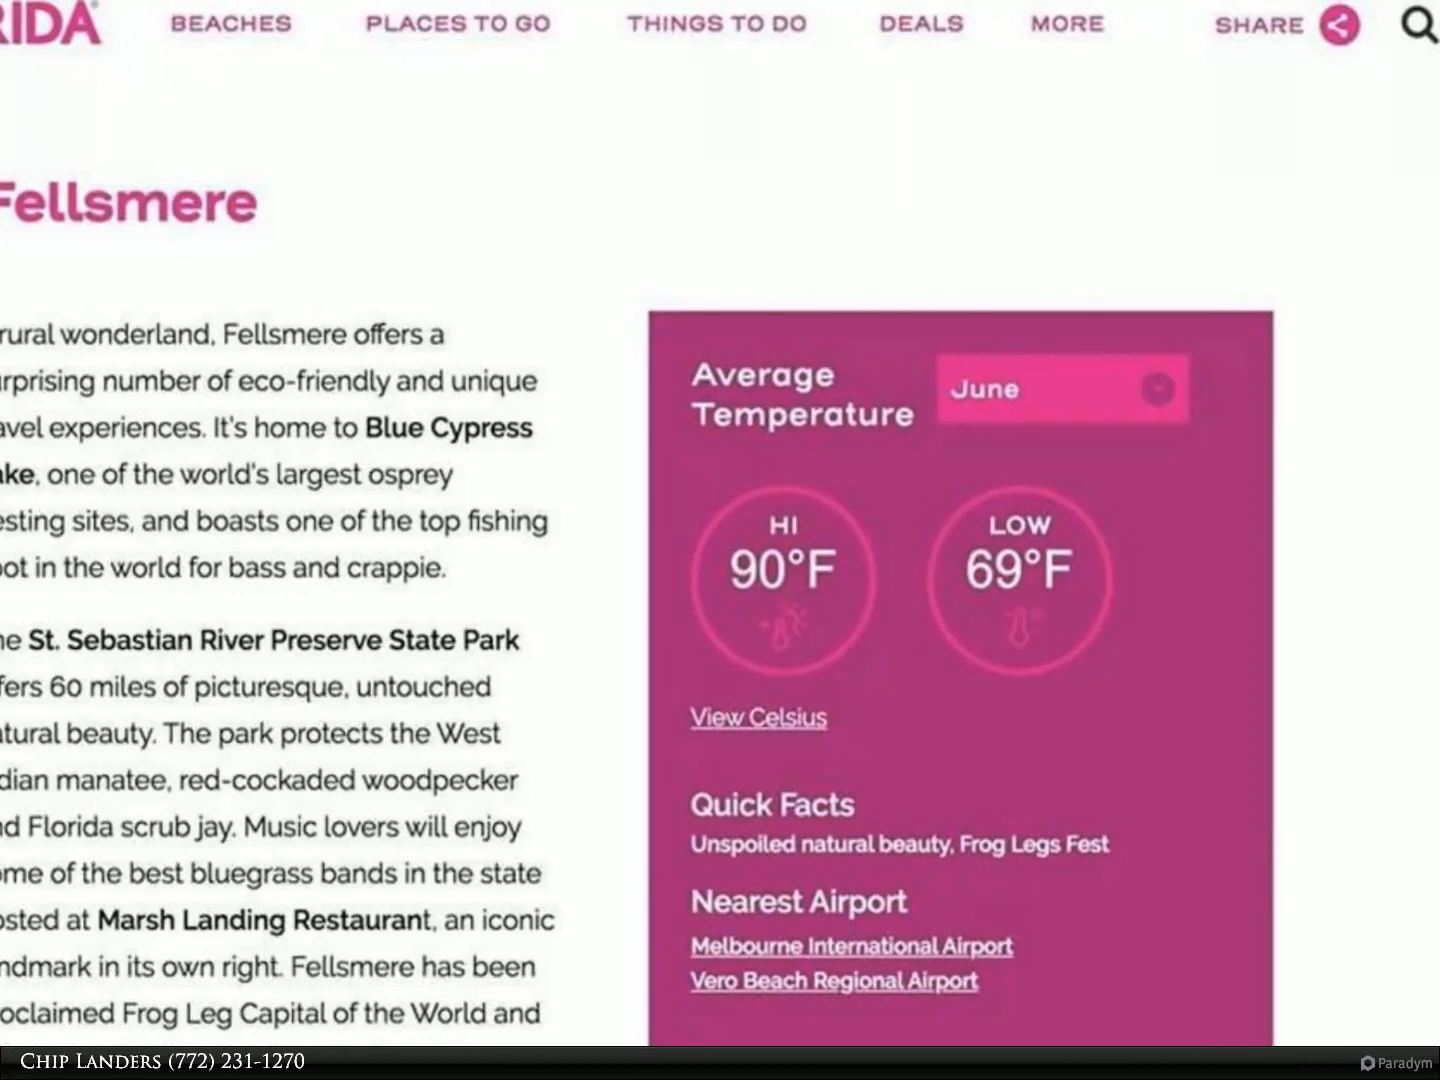 RIDA
BEACHES PLACES TO GO THINGS TO DO DEALS MORE SHARE
Fellsmere
rural wonderland, Fellsmere offers a
urprising number of eco-friendly and unique
avel experiences. It's home to Blue Cypress
ake, one of the world's largest osprey
esting sites, and boasts one of the top fishing
pot in the world for bass and crappie.
he St. Sebastian River Preserve State Park
ffers 60 miles of picturesque, untouched
atural beauty. The park protects the West
dian manatee, red-cockaded woodpecker
nd Florida scrub jay. Music lovers will enjoy
ome of the best bluegrass bands in the state
osted at Marsh Landing Restaurant, an iconic
ndmark in its own right. Fellsmere has been
oclaimed Frog Leg Capital of the World and
Average
Temperature
June
HI
90°F
LOW
69°F
View Celsius
Quick Facts
Unspoiled natural beauty, Frog Legs Fest
Nearest Airport
Melbourne International Airport
Vero Beach Regional Airport
Chip Landers (772) 231-1270
Paradym